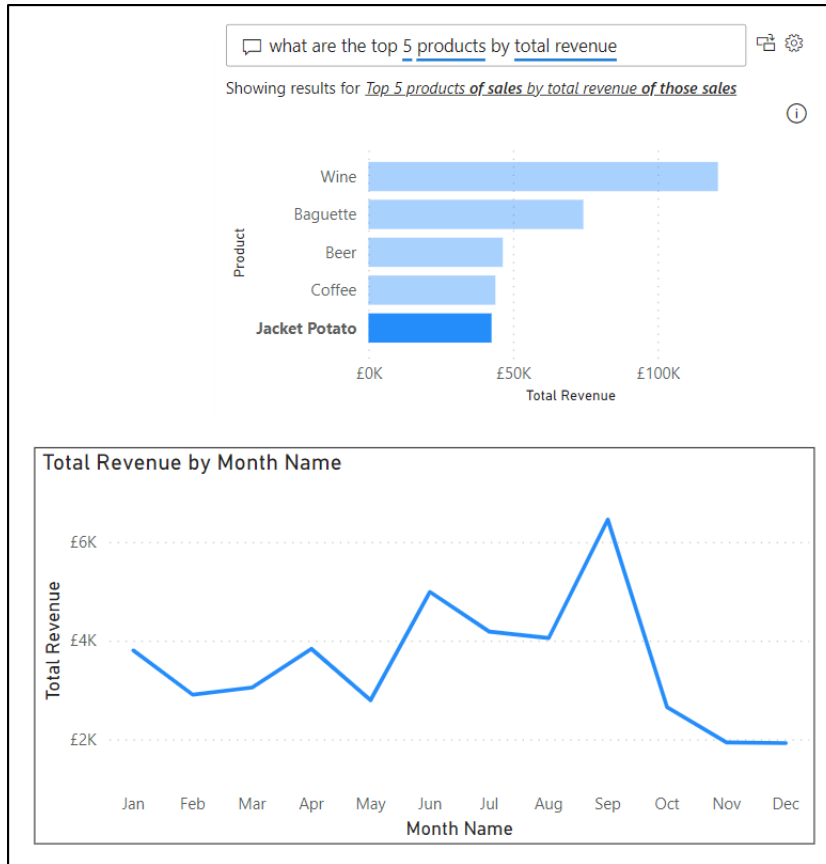 what are the top 5 products by total revenue
Showing results for Top 5 products of sales by total revenue of those sales
Product
Wine
Baguette
Beer
Coffee
Jacket Potato
£0K £50K £100K
Total Revenue
Total Revenue by Month Name
Total Revenue
£6K
£4K
£2K
Jan Feb Mar Apr May Jun Jul Aug Sep Oct Nov Dec
Month Name